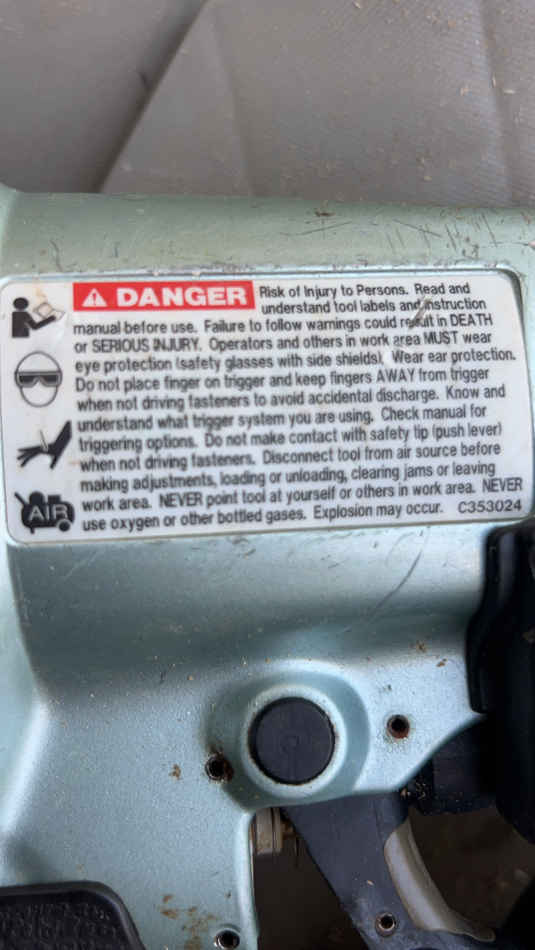 DANGER Risk of Injury to Persons. Read and
understand tool labels and instruction
manual before use. Failure to follow warnings could result in DEATH
or SERIOUS INJURY. Operators and others in work area MUST wear
eye protection (safety glasses with side shields). Wear ear protection.
Do not place finger on trigger and keep fingers AWAY from trigger
when not driving fasteners to avoid accidental discharge. Know and
understand what trigger system you are using. Check manual for
triggering options. Do not make contact with safety tip (push lever)
when not driving fasteners. Disconnect tool from air source before
making adjustments, loading or unloading, clearing jams or leaving
work area. NEVER point tool at yourself or others in work area. NEVER
use oxygen or other bottled gases. Explosion may occur. C353024
AIR